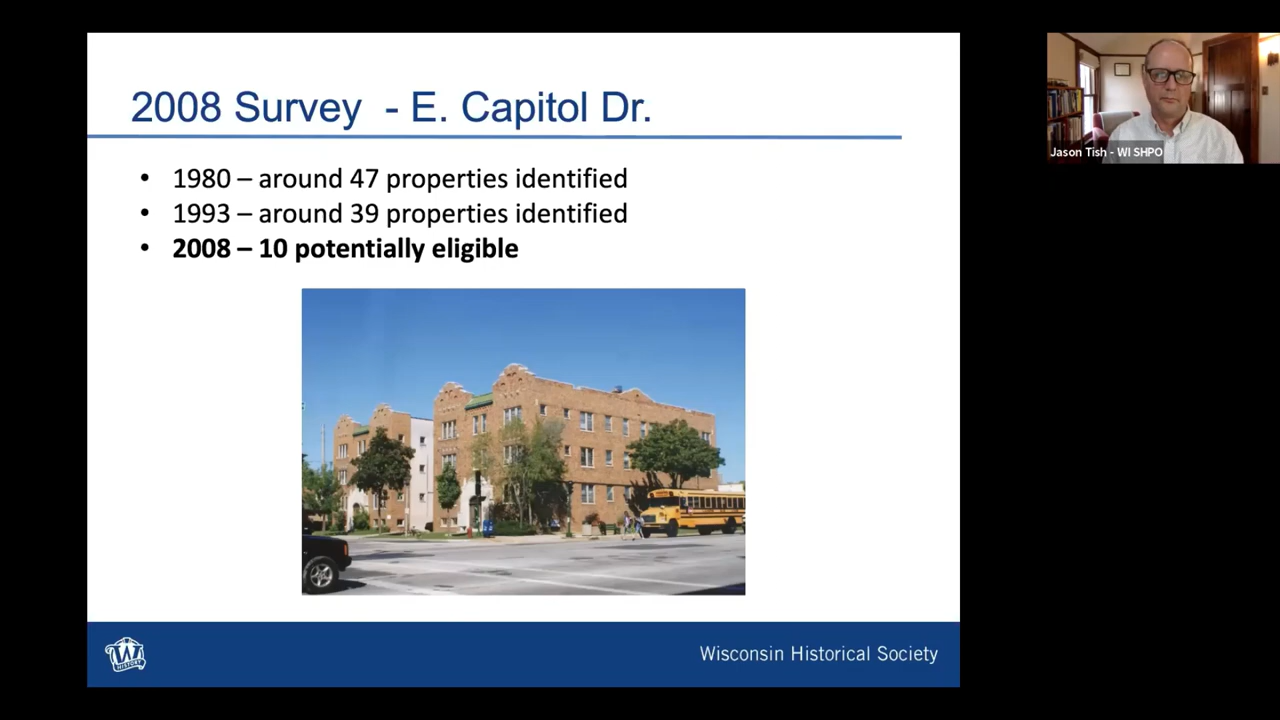 2008 Survey - E. Capitol Dr.
• 1980 – around 47 properties identified
• 1993 – around 39 properties identified
• 2008 – 10 potentially eligible
Jason Tish - WI SHPO
W
HISTORY
Wisconsin Historical Society